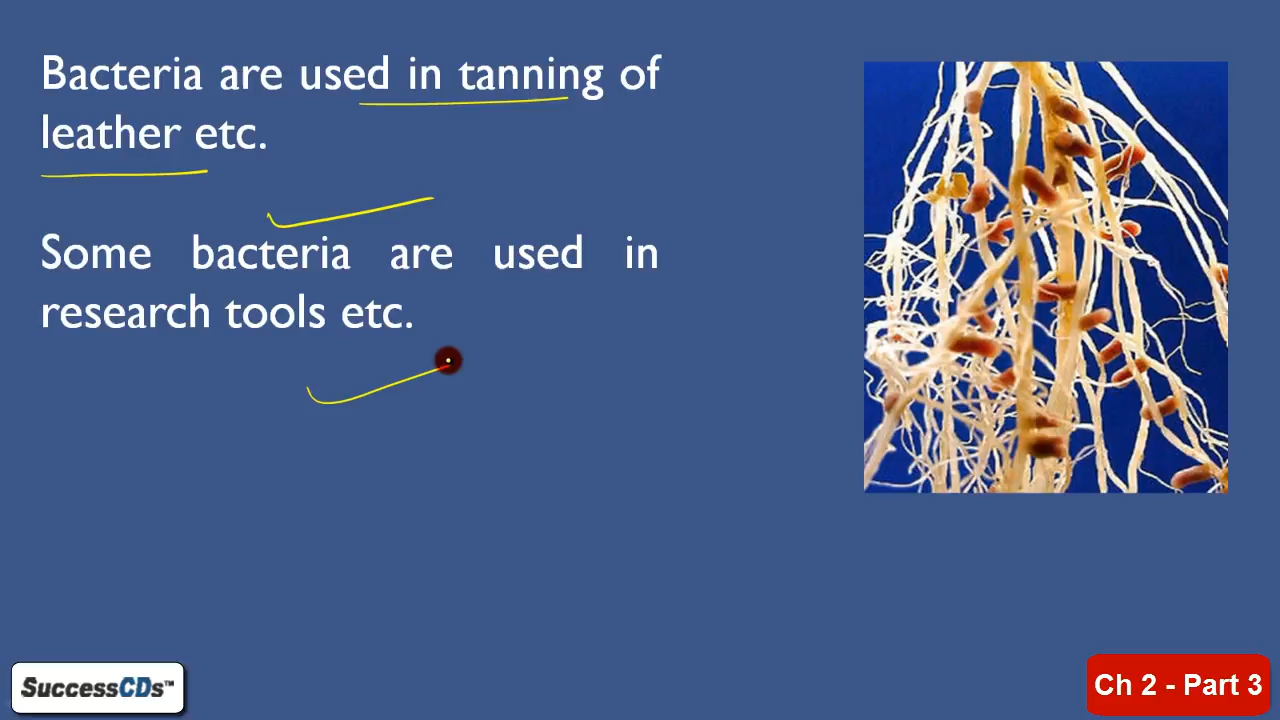 Bacteria are used in tanning of
leather etc.
Some bacteria are used in
research tools etc.
SuccessCDs™
Ch 2 - Part 3